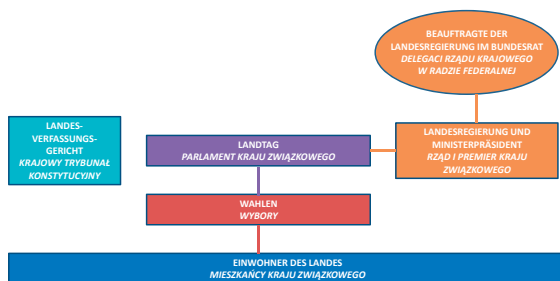 BEAUFTRAGTE DER
LANDESREGIERUNG IM BUNDESRAT
DELEGACI RZĄDU KRAJOWEGO
W RADZIE FEDERALNEJ
LANDES-
VERFASSUNGS-
GERICHT
KRAJOWY TRYBUNAŁ
KONSTYTUCYJNY
LANDTAG
PARLAMENT KRAJU ZWIĄZKOWEGO
LANDESREGIERUNG UND
MINISTERPRÄSIDENT
RZĄD I PREMIER KRAJU
ZWIĄZKOWEGO
WAHLEN
WYBORY
EINWOHNER DES LANDES
MIESZKAŃCY KRAJU ZWIĄZKOWEGO